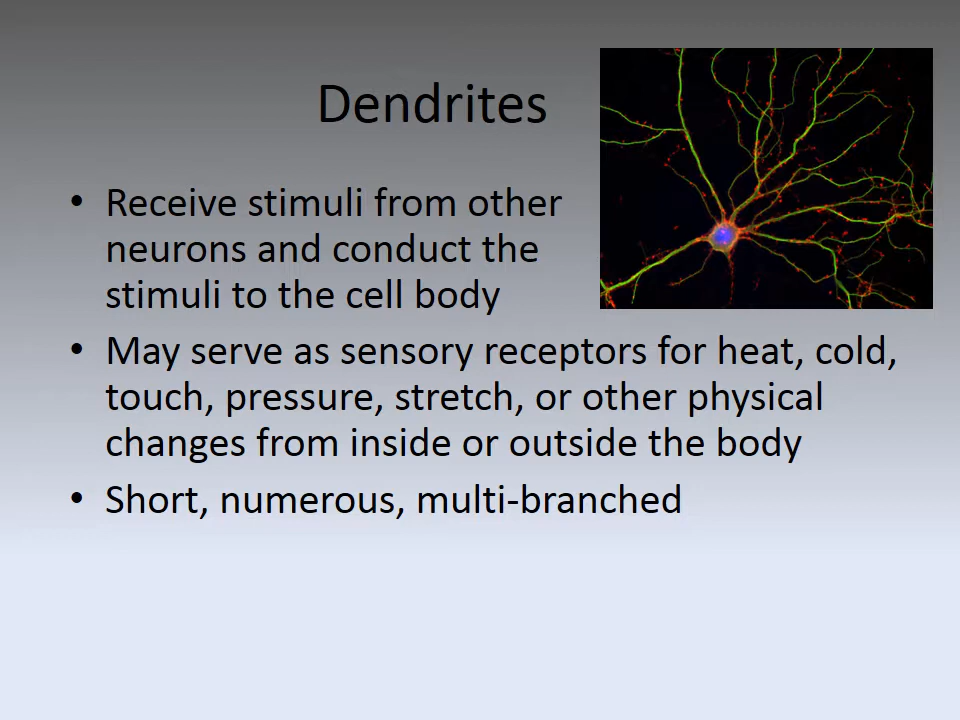 Dendrites
• Receive stimuli from other
neurons and conduct the
stimuli to the cell body
• May serve as sensory receptors for heat, cold,
touch, pressure, stretch, or other physical
changes from inside or outside the body
• Short, numerous, multi-branched